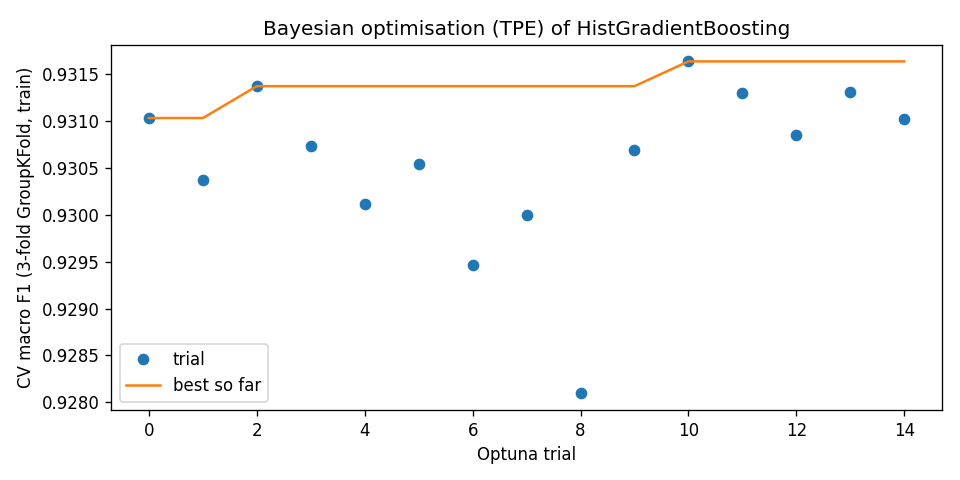 Bayesian optimisation (TPE) of HistGradientBoosting
CV macro F1 (3-fold GroupKFold, train)
0.9315
0.9310
0.9305
0.9300
0.9295
0.9290
0.9285
0.9280
trial
best so far
0 2 4 6 8 10 12 14
Optuna trial